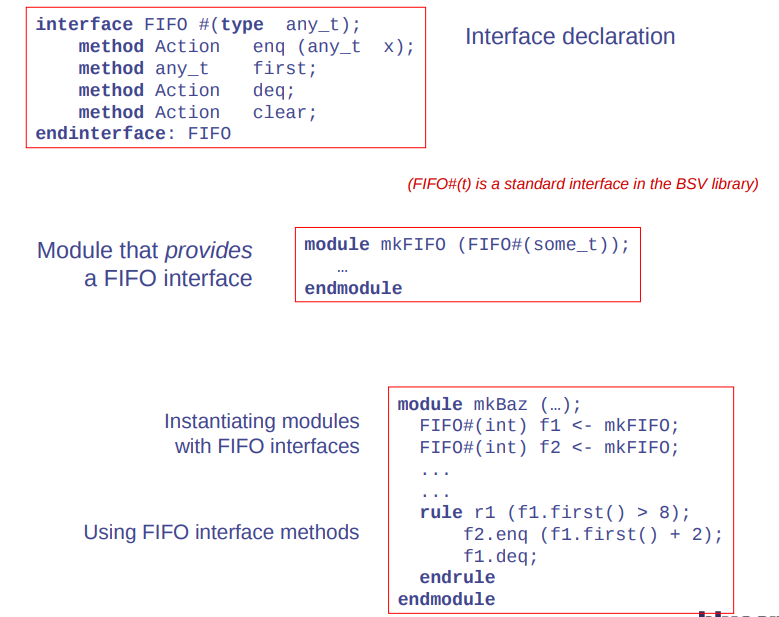 interface FIFO #(type any_t);
method Action enq (any_t x);
method any_t first;
method Action deq;
method Action clear;
endinterface: FIFO
Interface declaration
(FIFO#(t) is a standard interface in the BSV library)
Module that provides
a FIFO interface
module mkFIFO (FIFO#(some_t));
…
endmodule
Instantiating modules
with FIFO interfaces
Using FIFO interface methods
module mkBaz (…);
FIFO#(int) f1 <- mkFIFO;
FIFO#(int) f2 <- mkFIFO;
...
...
rule r1 (f1.first() > 8);
f2.enq (f1.first() + 2);
f1.deq;
endrule
endmodule